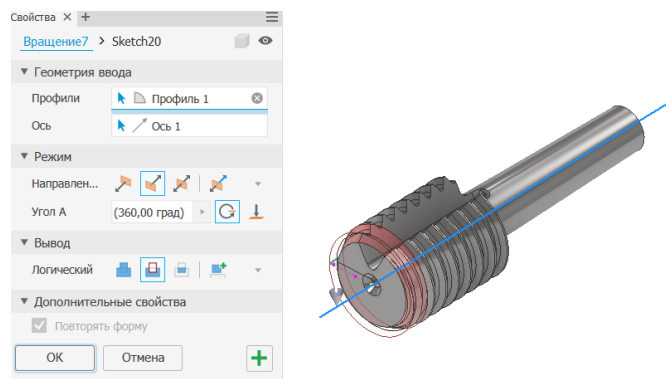 Свойства × +
Вращение7 > Sketch20
Геометрия ввода
Профили Профиль 1
Ось Ось 1
Режим
Направлен...
Угол A (360,00 град)
Вывод
Логический
Дополнительные свойства
Повторять форму
ОК Отмена